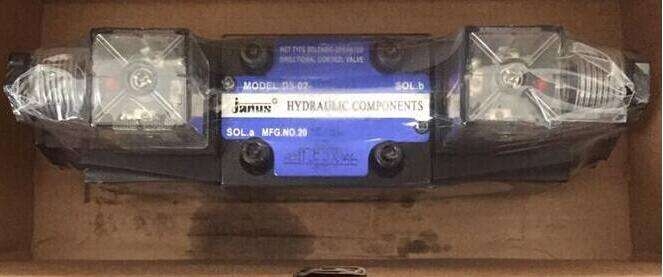 WET TYPE SOLENOID OPERATED
DIRECTIONAL CONTROL VALVE
MODEL DS-02
SOL.b
janus HYDRAULIC COMPONENTS
SOL.a MFG.NO.20